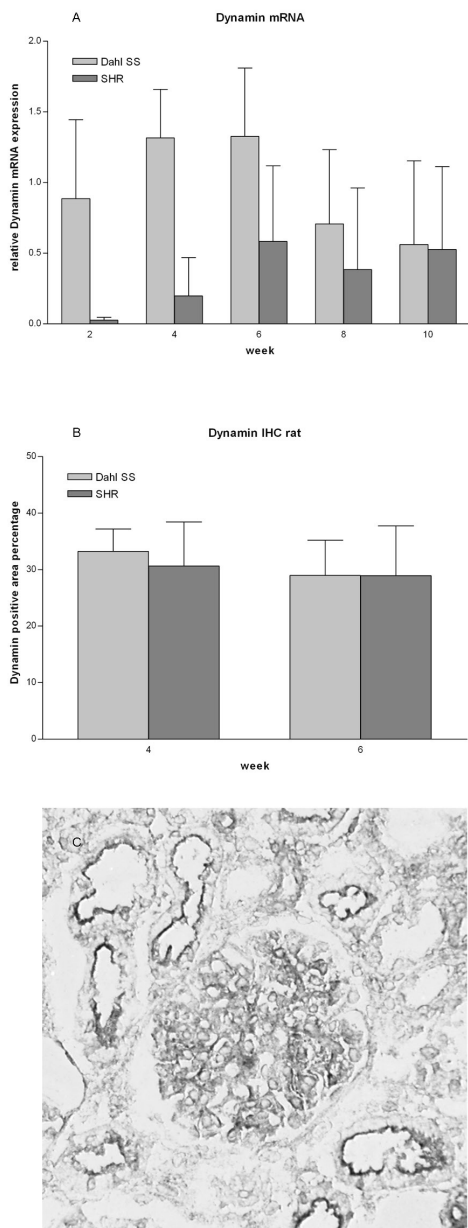 A
Dynamin mRNA
2.0
1.5
1.0
0.5
0.0
relative Dynamin mRNA expression
Dahl SS
SHR
2 4 6 8 10
week
B
Dynamin IHC rat
50
40
30
20
10
0
Dynamin positive area percentage
Dahl SS
SHR
4 6
week
C